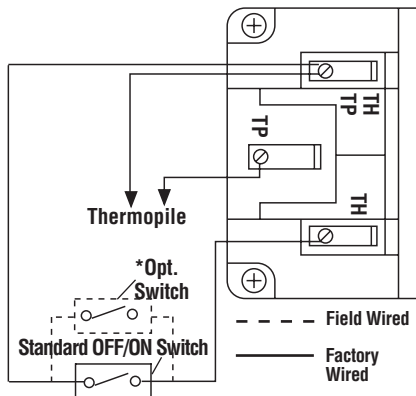 TH
TP
TP
TH
Thermopile
*Opt.
Switch
Standard OFF/ON Switch
Field Wired
Factory
Wired